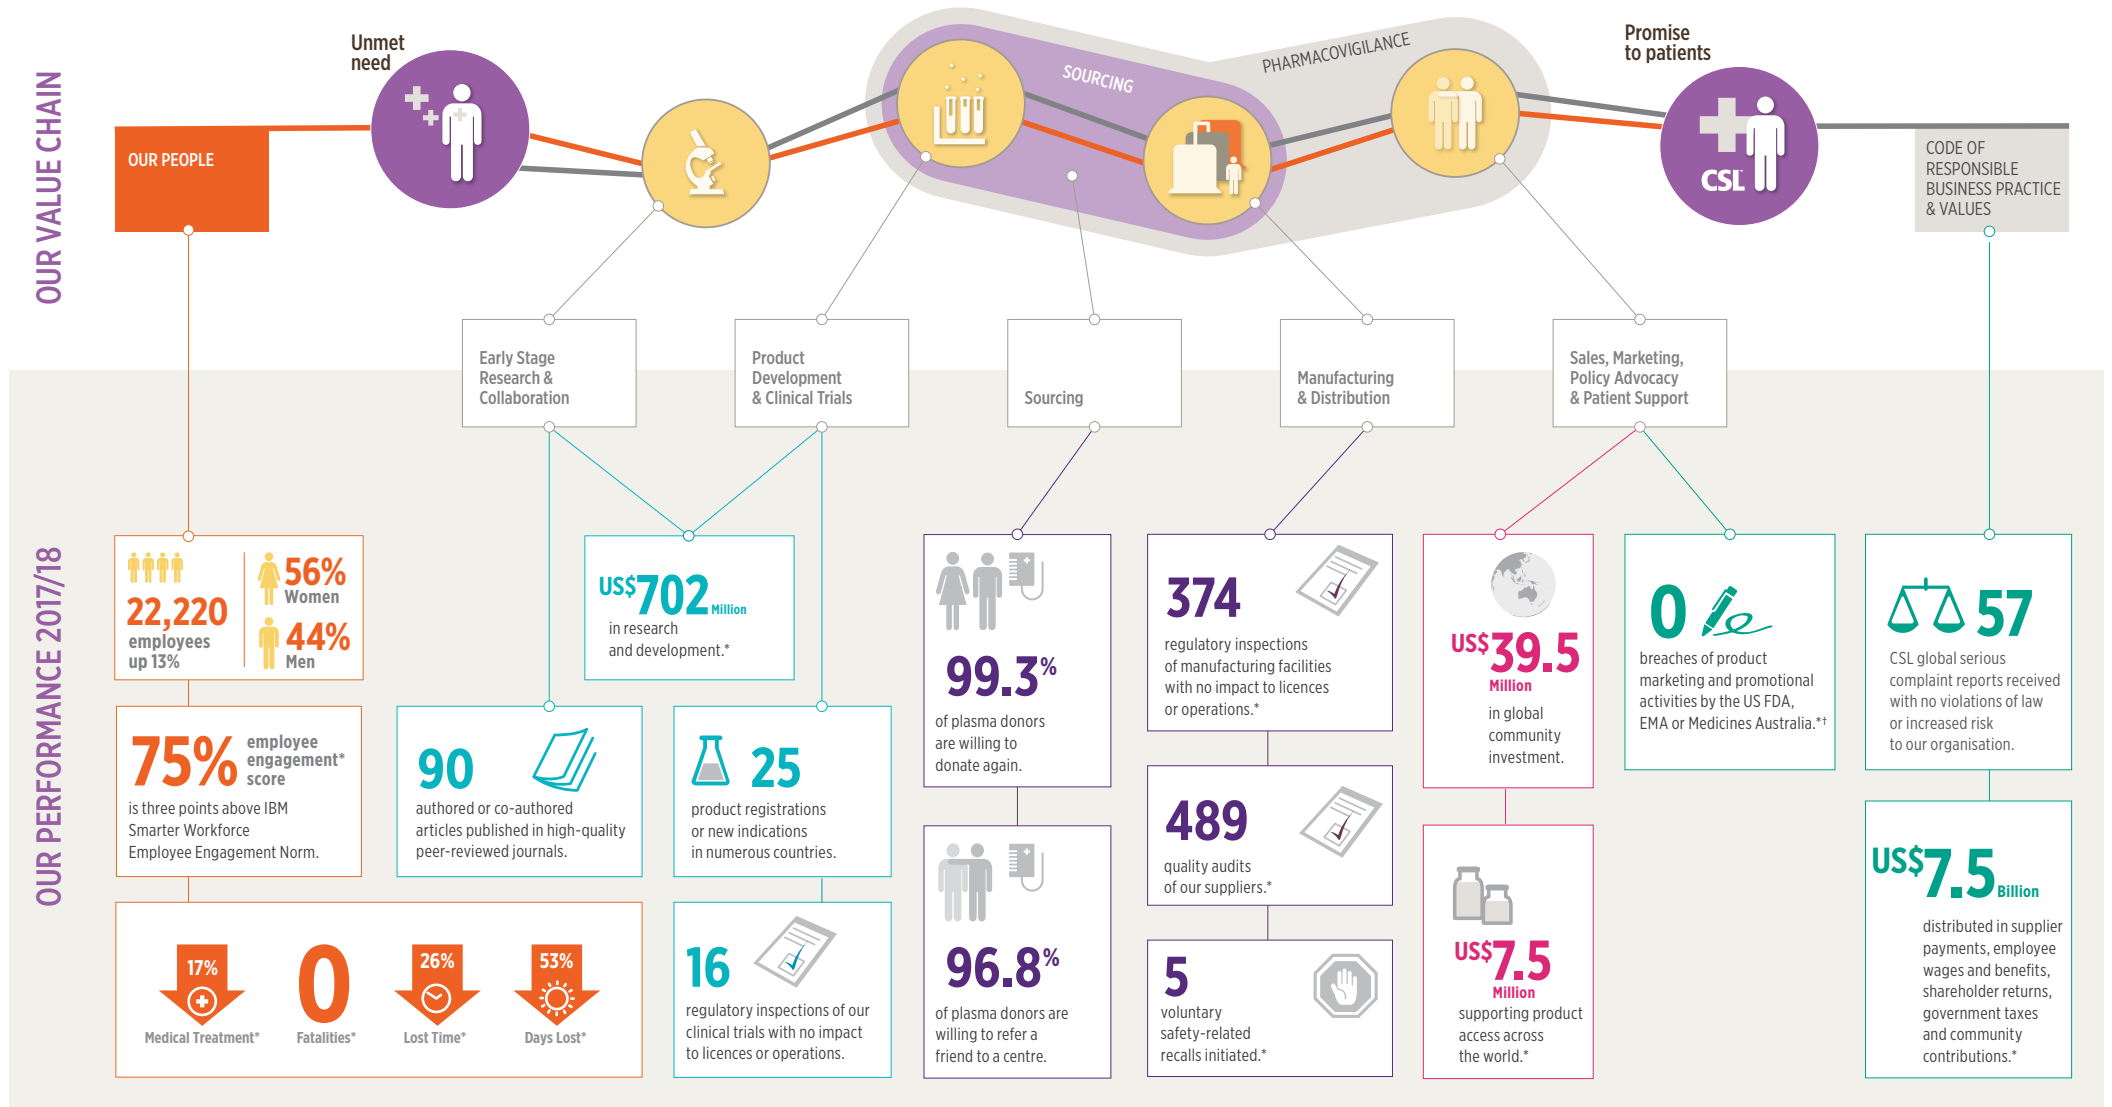 OUR VALUE CHAIN
OUR PEOPLE
Unmet
need
SOURCING
PHARMACOVIGILANCE
Promise
to patients
CSL™
CODE OF
RESPONSIBLE
BUSINESS PRACTICE
& VALUES
Early Stage
Research &
Collaboration
Product
Development
& Clinical Trials
Sourcing
Manufacturing
& Distribution
Sales, Marketing,
Policy Advocacy
& Patient Support
OUR PERFORMANCE 2017/18
22,220
employees
up 13%
56%
Women
44%
Men
75%
employee
engagement*
score
is three points above IBM
Smarter Workforce
Employee Engagement Norm.
17%
Medical Treatment*
0
Fatalities*
26%
Lost Time*
53%
Days Lost*
US$702 Million
in research
and development.*
90
authored or co-authored
articles published in high-quality
peer-reviewed journals.
25
product registrations
or new indications
in numerous countries.
16
regulatory inspections of our
clinical trials with no impact
to licences or operations.
99.3%
of plasma donors
are willing to
donate again.
96.8%
of plasma donors are
willing to refer a
friend to a centre.
374
regulatory inspections
of manufacturing facilities
with no impact to licences
or operations.*
489
quality audits
of our suppliers.*
5
voluntary
safety-related
recalls initiated.*
US$39.5
Million
in global
community
investment.
US$7.5
Million
supporting product
access across
the world.*
0
breaches of product
marketing and promotional
activities by the US FDA,
EMA or Medicines Australia.*†
57
CSL global serious
complaint reports received
with no violations of law
or increased risk
to our organisation.
US$7.5 Billion
distributed in supplier
payments, employee
wages and benefits,
shareholder returns,
government taxes
and community
contributions.*